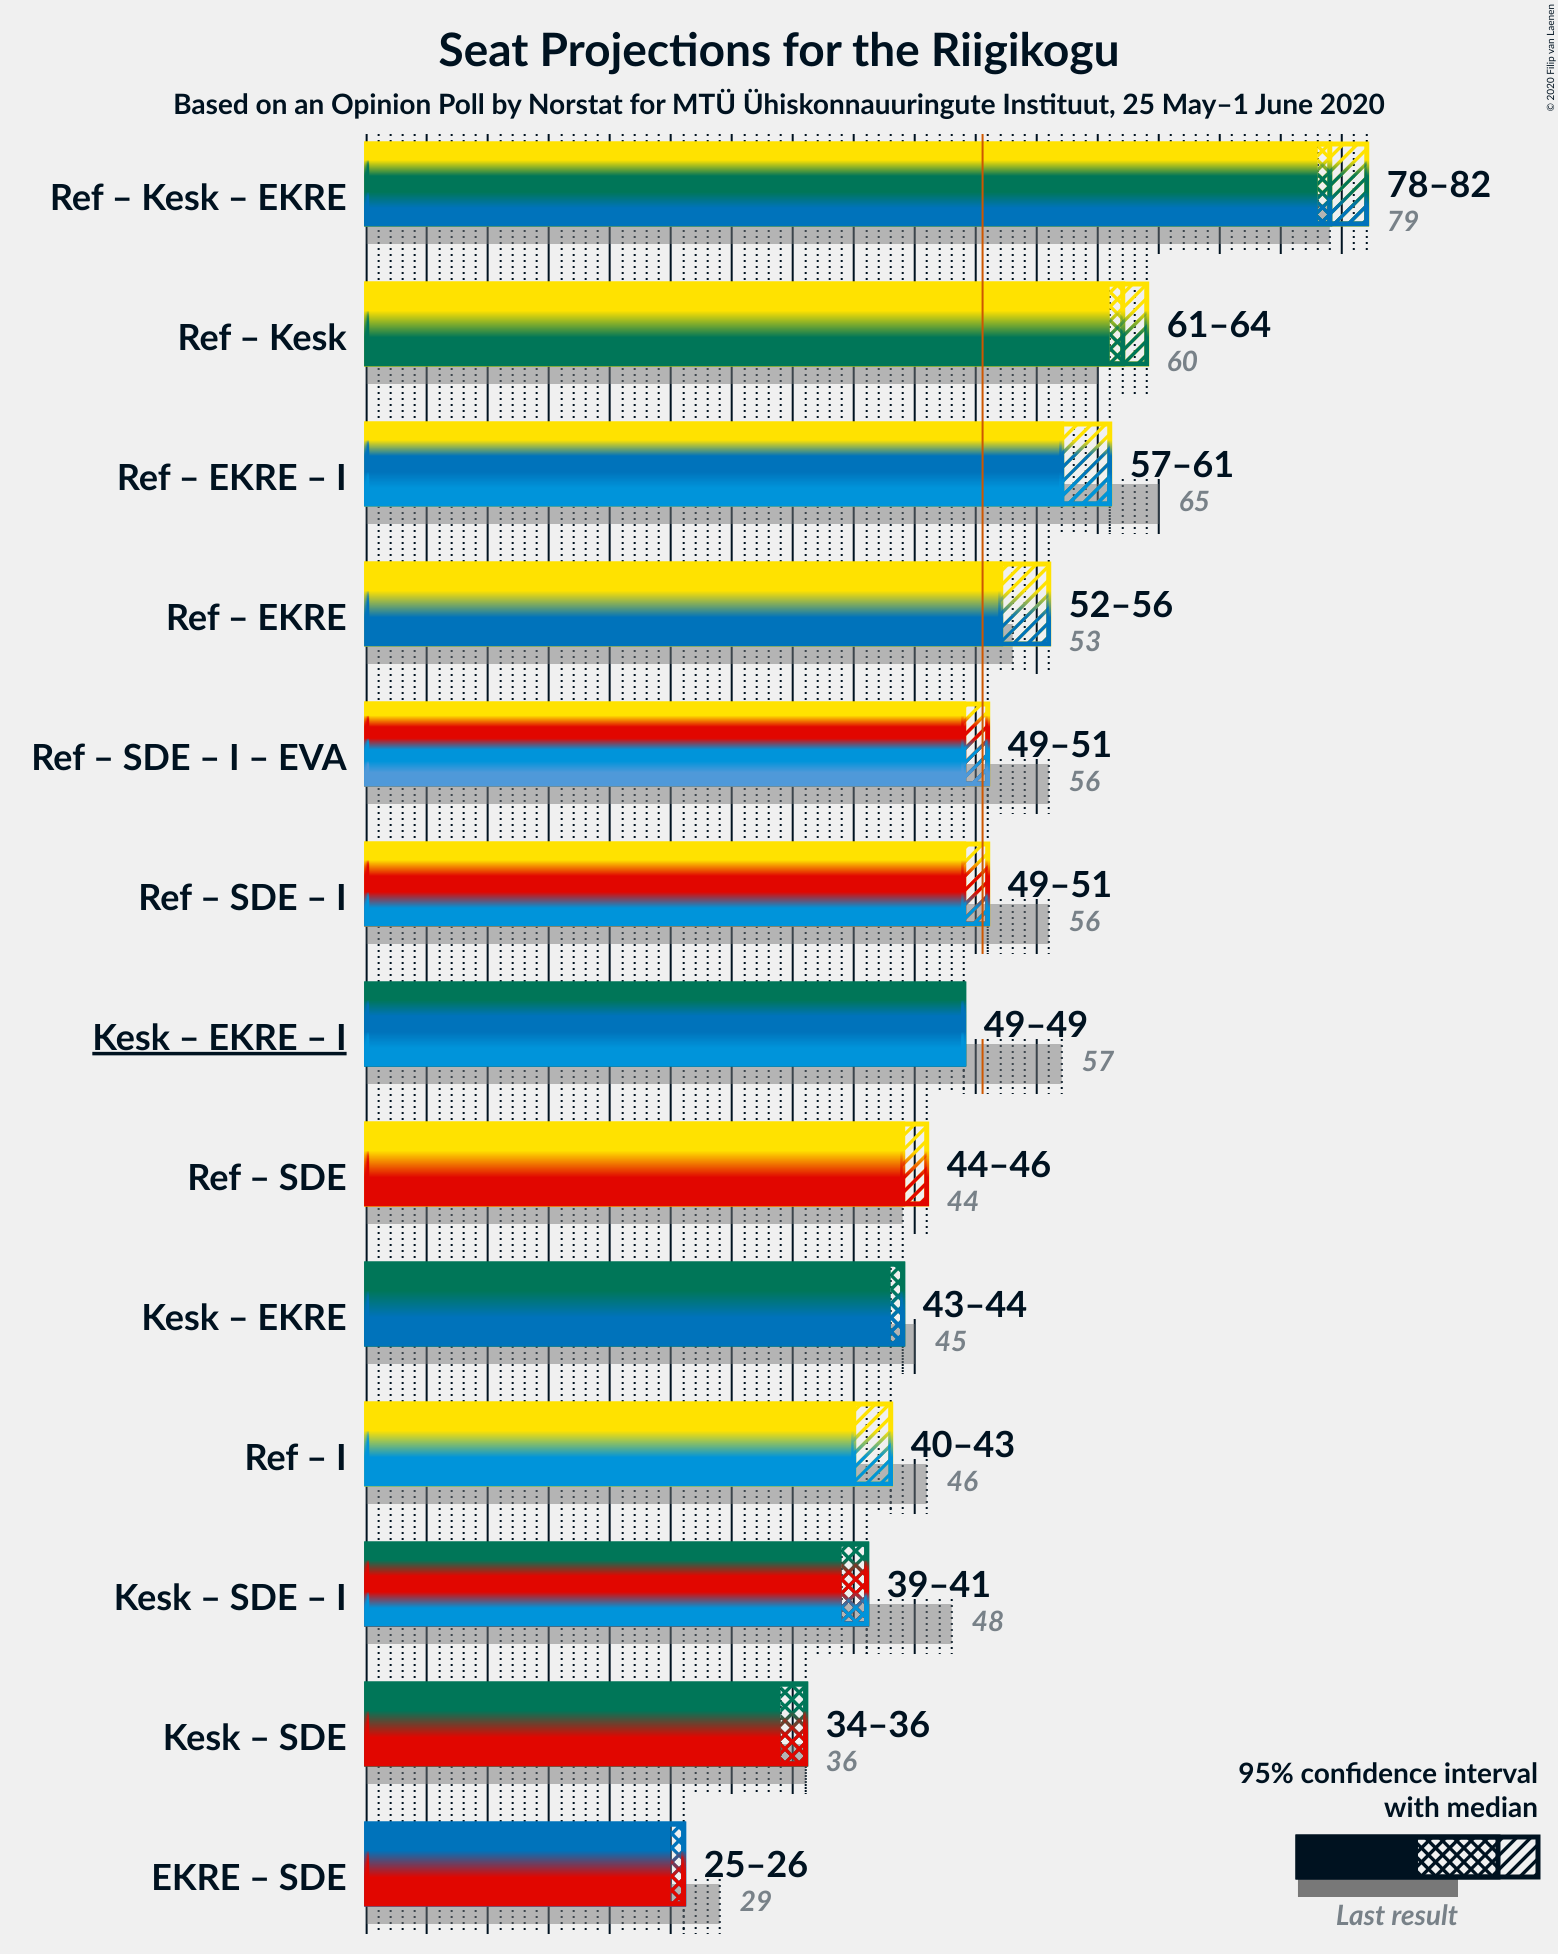 Seat Projections for the Riigikogu
Based on an Opinion Poll by Norstat for MTÜ Ühiskonnauuringute Instituut, 25 May–1 June 2020
© 2020 Filip van Laenen
Ref – Kesk – EKRE
78–82
79
Ref – Kesk
61–64
60
Ref – EKRE – I
57–61
65
Ref – EKRE
52–56
53
Ref – SDE – I – EVA
49–51
56
Ref – SDE – I
49–51
56
Kesk – EKRE – I
49–49
57
Ref – SDE
44–46
44
Kesk – EKRE
43–44
45
Ref – I
40–43
46
Kesk – SDE – I
39–41
48
Kesk – SDE
34–36
36
EKRE – SDE
25–26
29
95% confidence interval
with median
Last result